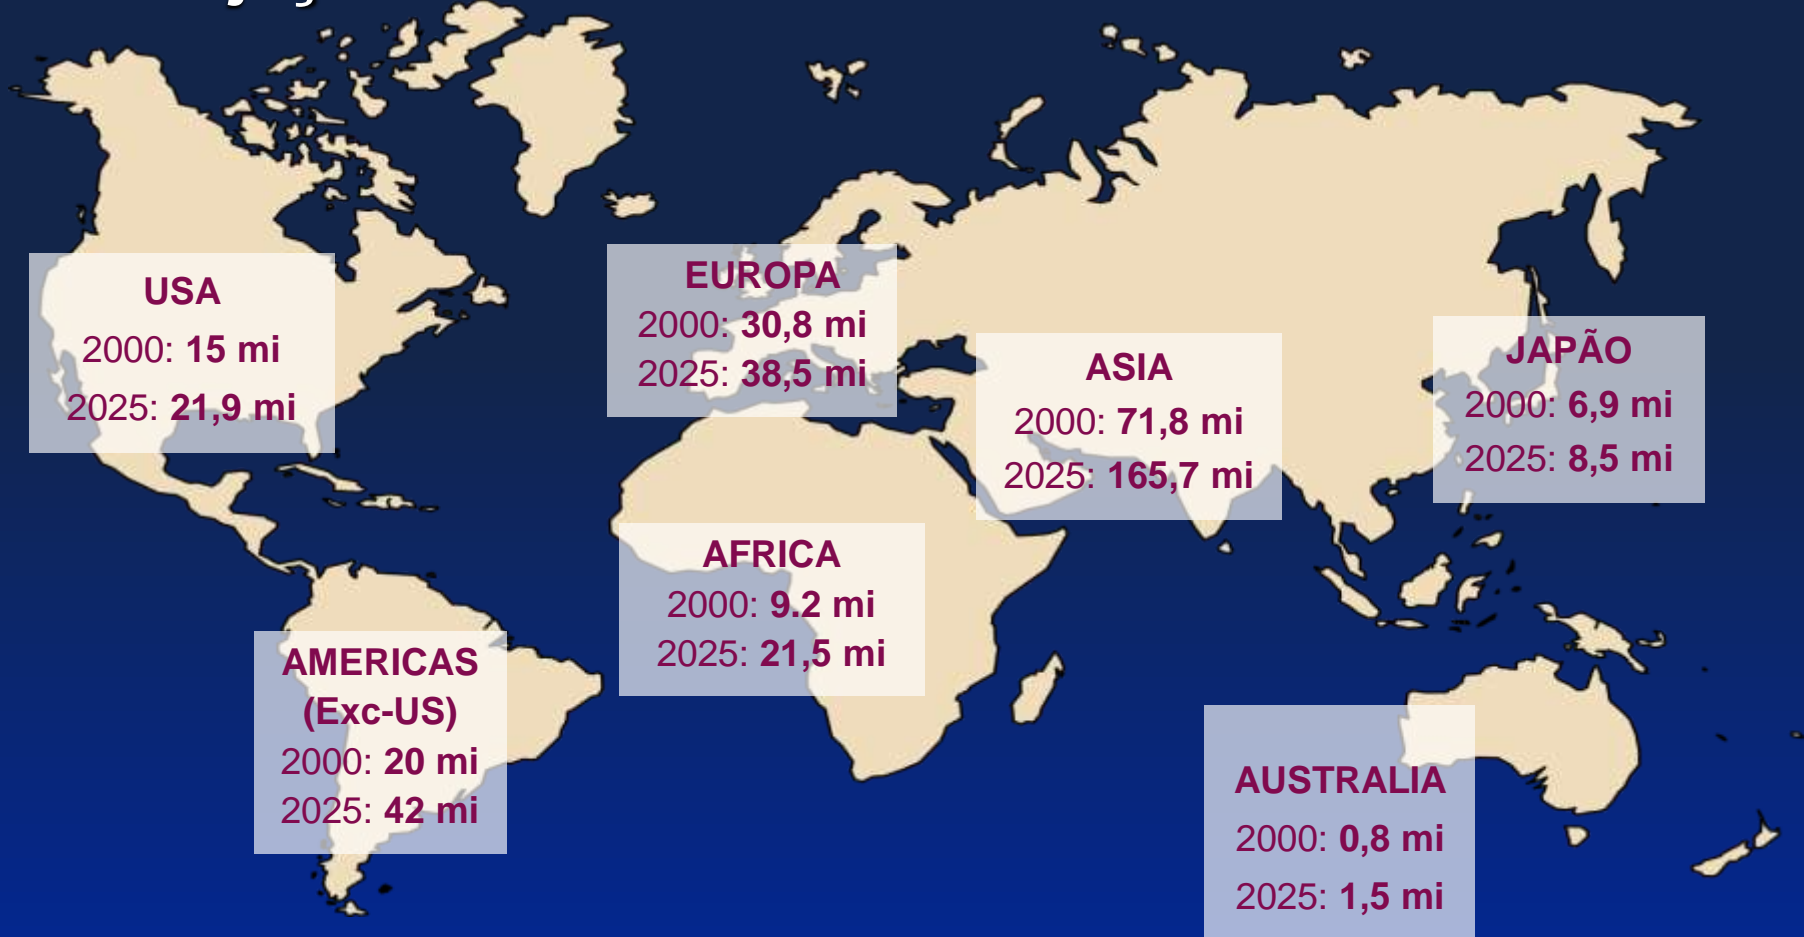 USA
2000: 15 mi
2025: 21,9 mi
EUROPA
2000: 30,8 mi
2025: 38,5 mi
ASIA
2000: 71,8 mi
2025: 165,7 mi
JAPÃO
2000: 6,9 mi
2025: 8,5 mi
AFRICA
2000: 9.2 mi
2025: 21,5 mi
AMERICAS
(Exc-US)
2000: 20 mi
2025: 42 mi
AUSTRALIA
2000: 0,8 mi
2025: 1,5 mi